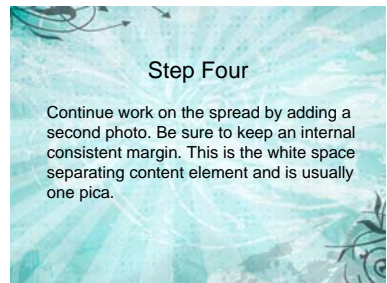 Step Four
Continue work on the spread by adding a
second photo. Be sure to keep an internal
consistent margin. This is the white space
separating content element and is usually
one pica.